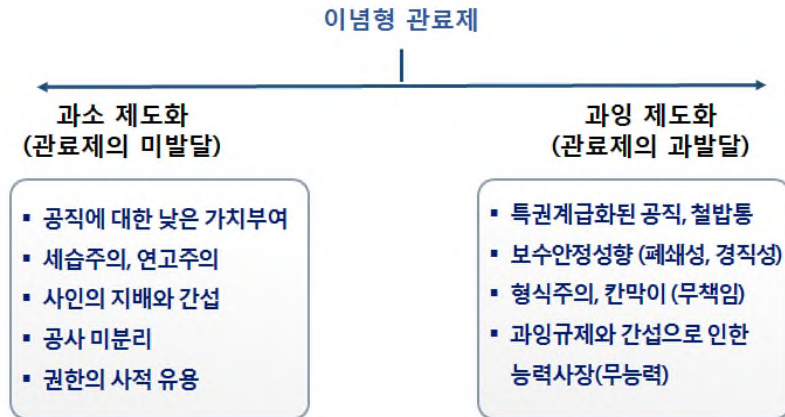 이념형 관료제
과소 제도화
(관료제의 미발달)
▪ 공직에 대한 낮은 가치부여
▪ 세습주의, 연고주의
▪ 사인의 지배와 간섭
▪ 공사 미분리
▪ 권한의 사적 유용
과잉 제도화
(관료제의 과발달)
▪ 특권계급화된 공직, 철밥통
▪ 보수안정성향 (폐쇄성, 경직성)
▪ 형식주의, 칸막이 (무책임)
▪ 과잉규제와 간섭으로 인한
능력사장(무능력)